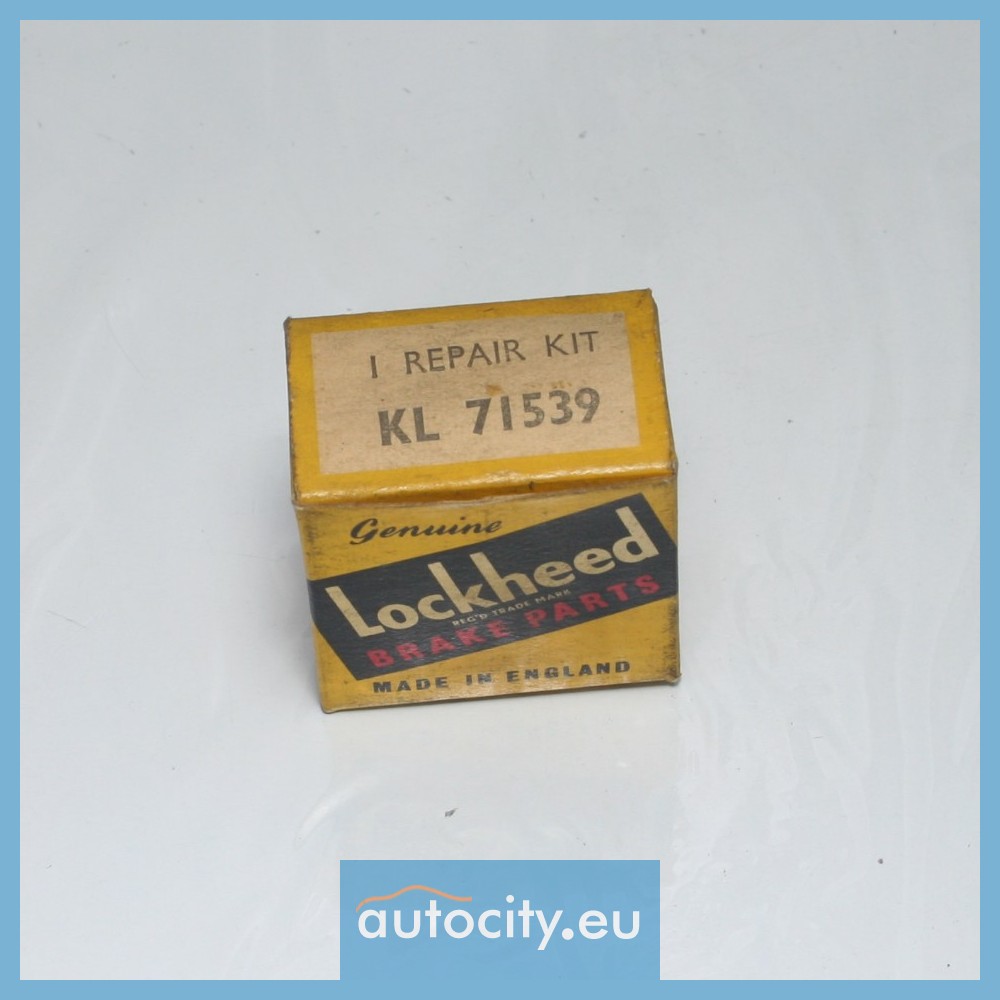 1 REPAIR KIT
KL 71539
Genuine
Lockheed
REG'D TRADE MARK
BRAKE PARTS
MADE IN ENGLAND
autocity.eu